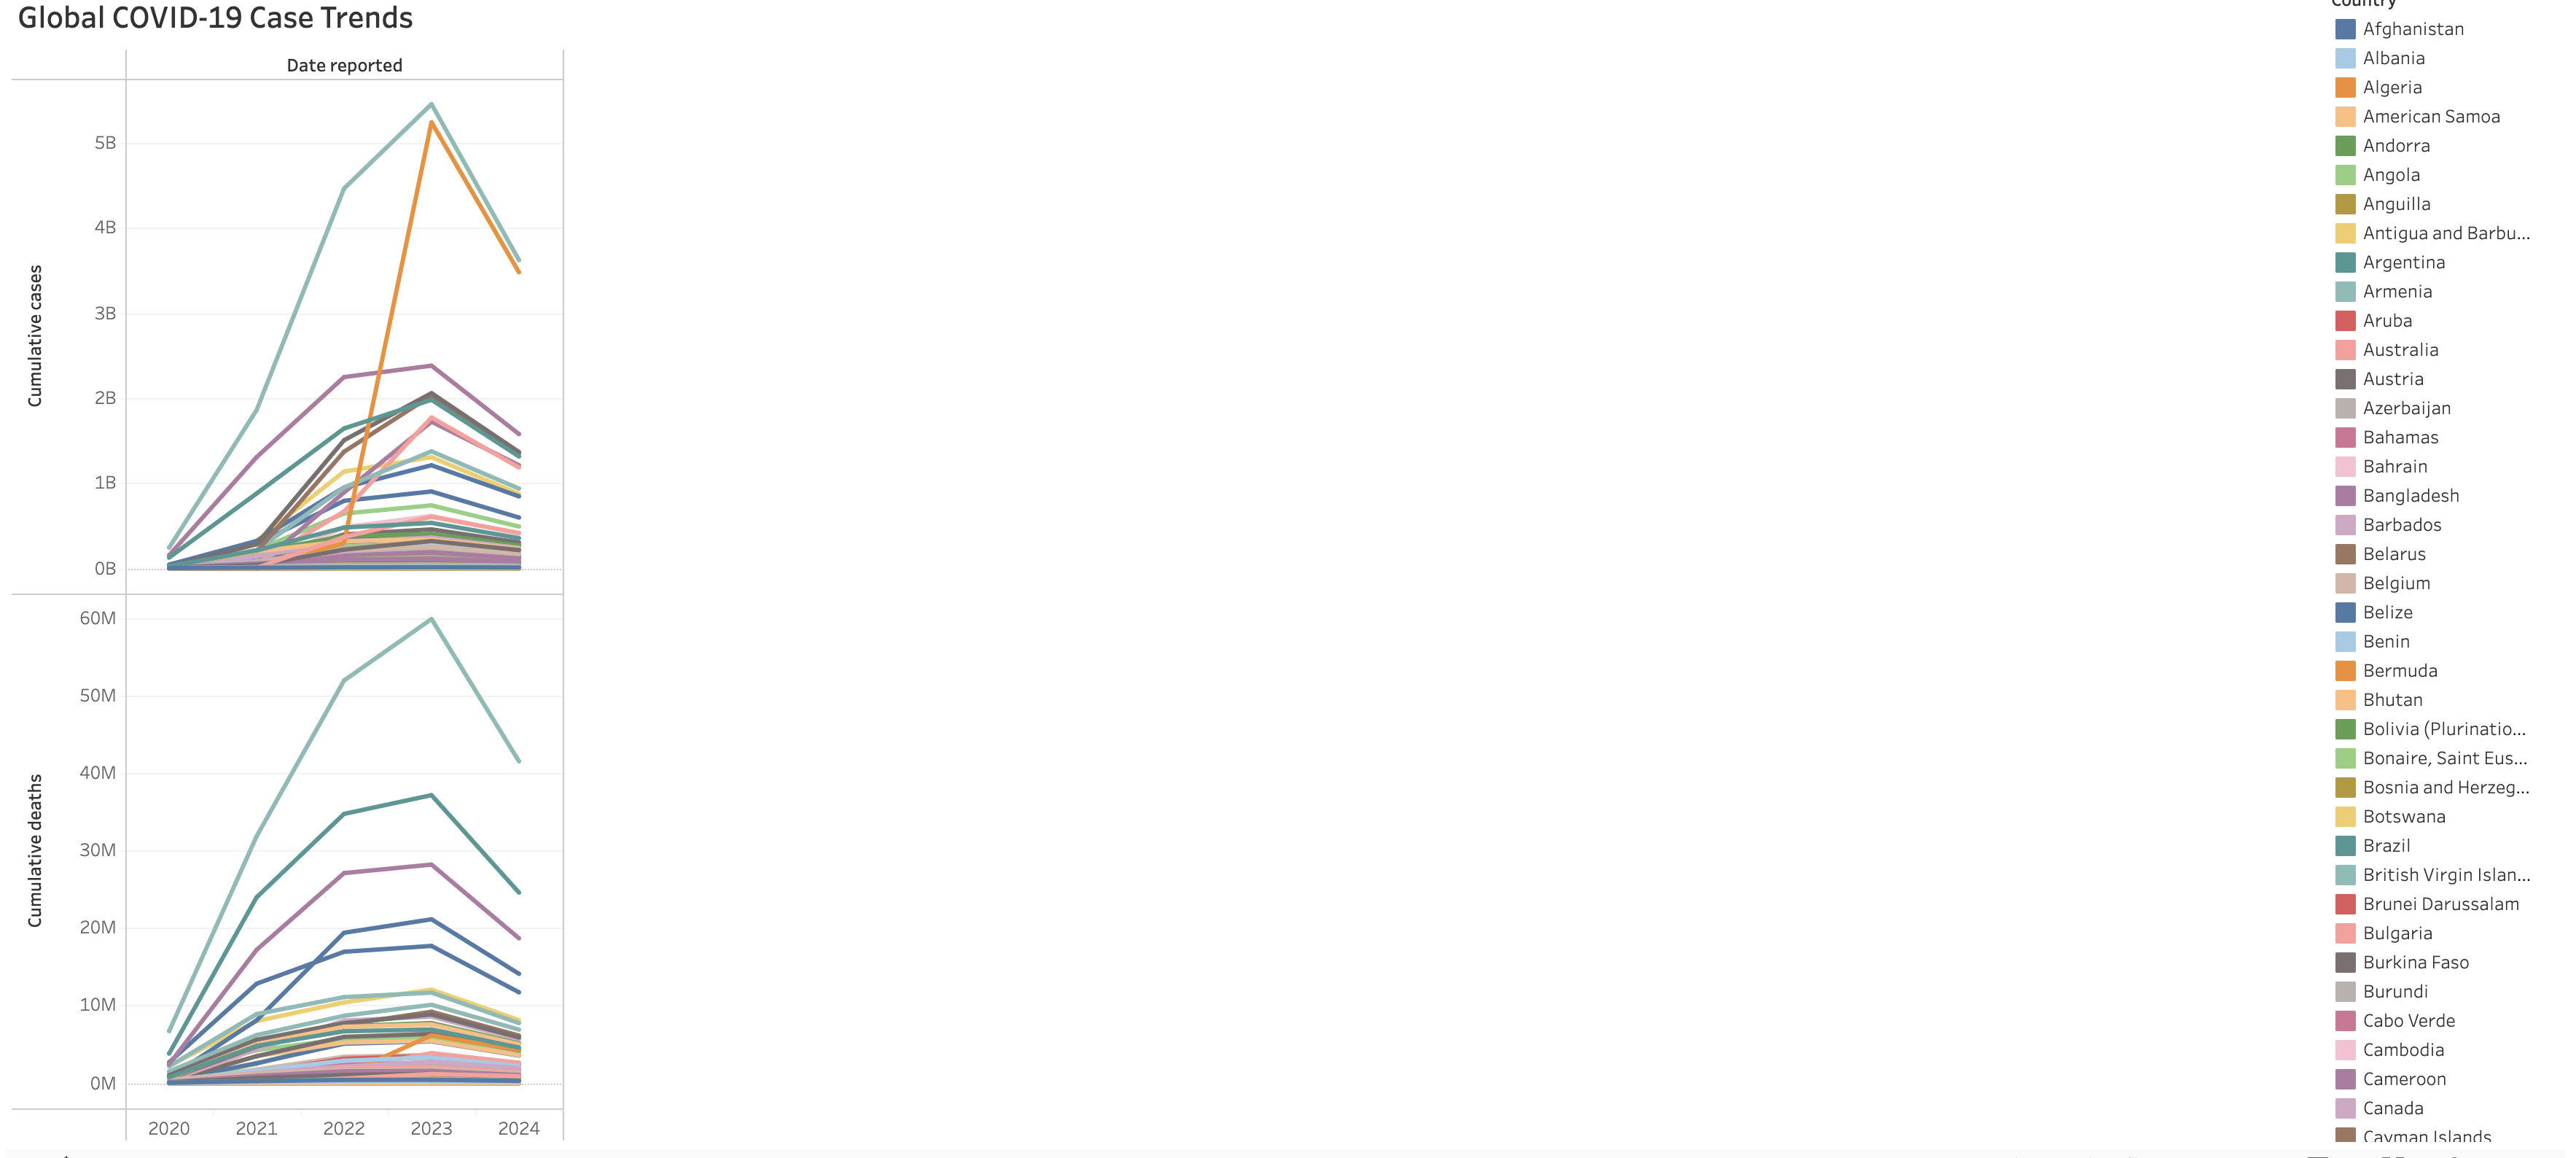 Global COVID-19 Case Trends
Date reported
Cumulative cases
5B
4B
3B
2B
1B
0B
Cumulative deaths
60M
50M
40M
30M
20M
10M
0M
2020 2021 2022 2023 2024
Country
Afghanistan
Albania
Algeria
American Samoa
Andorra
Angola
Anguilla
Antigua and Barbu...
Argentina
Armenia
Aruba
Australia
Austria
Azerbaijan
Bahamas
Bahrain
Bangladesh
Barbados
Belarus
Belgium
Belize
Benin
Bermuda
Bhutan
Bolivia (Plurinatio...
Bonaire, Saint Eus...
Bosnia and Herzeg...
Botswana
Brazil
British Virgin Islan...
Brunei Darussalam
Bulgaria
Burkina Faso
Burundi
Cabo Verde
Cambodia
Cameroon
Canada
Cayman Islands